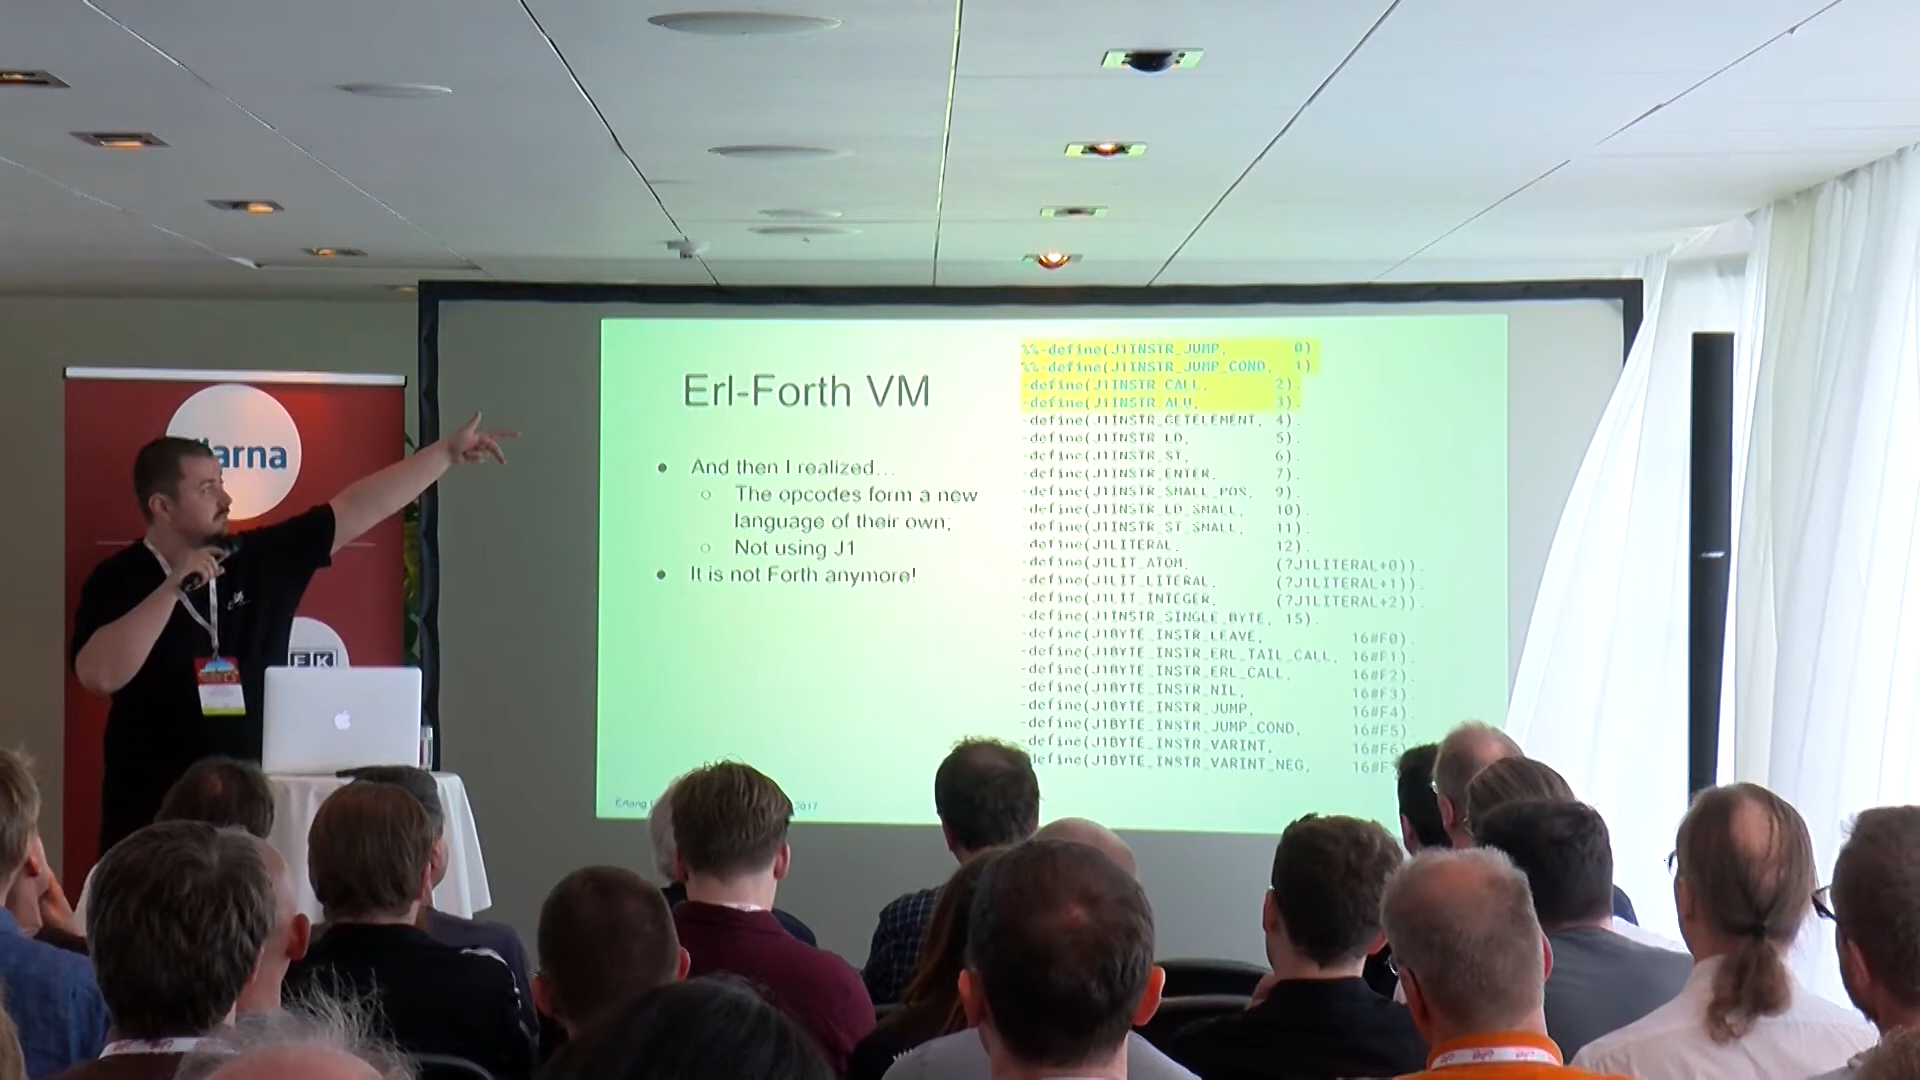 arna
EK
Erl-Forth VM
● And then I realized...
○ The opcodes form a new
language of their own;
○ Not using J1
● It is not Forth anymore!
%%-define(J1INSTR_JUMP, 0)
%%-define(J1INSTR_JUMP_COND, 1)
-define(J1INSTR_CALL, 2).
-define(J1INSTR_ALU, 3).
-define(J1INSTR_GETELEMENT, 4).
-define(J1INSTR_LD, 5).
-define(J1INSTR_ST, 6).
-define(J1INSTR_ENTER, 7).
-define(J1INSTR_SMALL_POS, 9).
-define(J1INSTR_LD_SMALL, 10).
-define(J1INSTR_ST_SMALL, 11).
-define(J1LITERAL, 12).
-define(J1LIT_ATOM, (?J1LITERAL+0)).
-define(J1LIT_LITERAL, (?J1LITERAL+1)).
-define(J1LIT_INTEGER, (?J1LITERAL+2)).
-define(J1INSTR_SINGLE_BYTE, 15).
-define(J1BYTE_INSTR_LEAVE, 16#F0).
-define(J1BYTE_INSTR_ERL_TAIL_CALL, 16#F1).
-define(J1BYTE_INSTR_ERL_CALL, 16#F2).
-define(J1BYTE_INSTR_NIL, 16#F3).
-define(J1BYTE_INSTR_JUMP, 16#F4).
-define(J1BYTE_INSTR_JUMP_COND, 16#F5).
-define(J1BYTE_INSTR_VARINT, 16#F6)
define(J1BYTE_INSTR_VARINT_NEG, 16#F
Erlang 2017